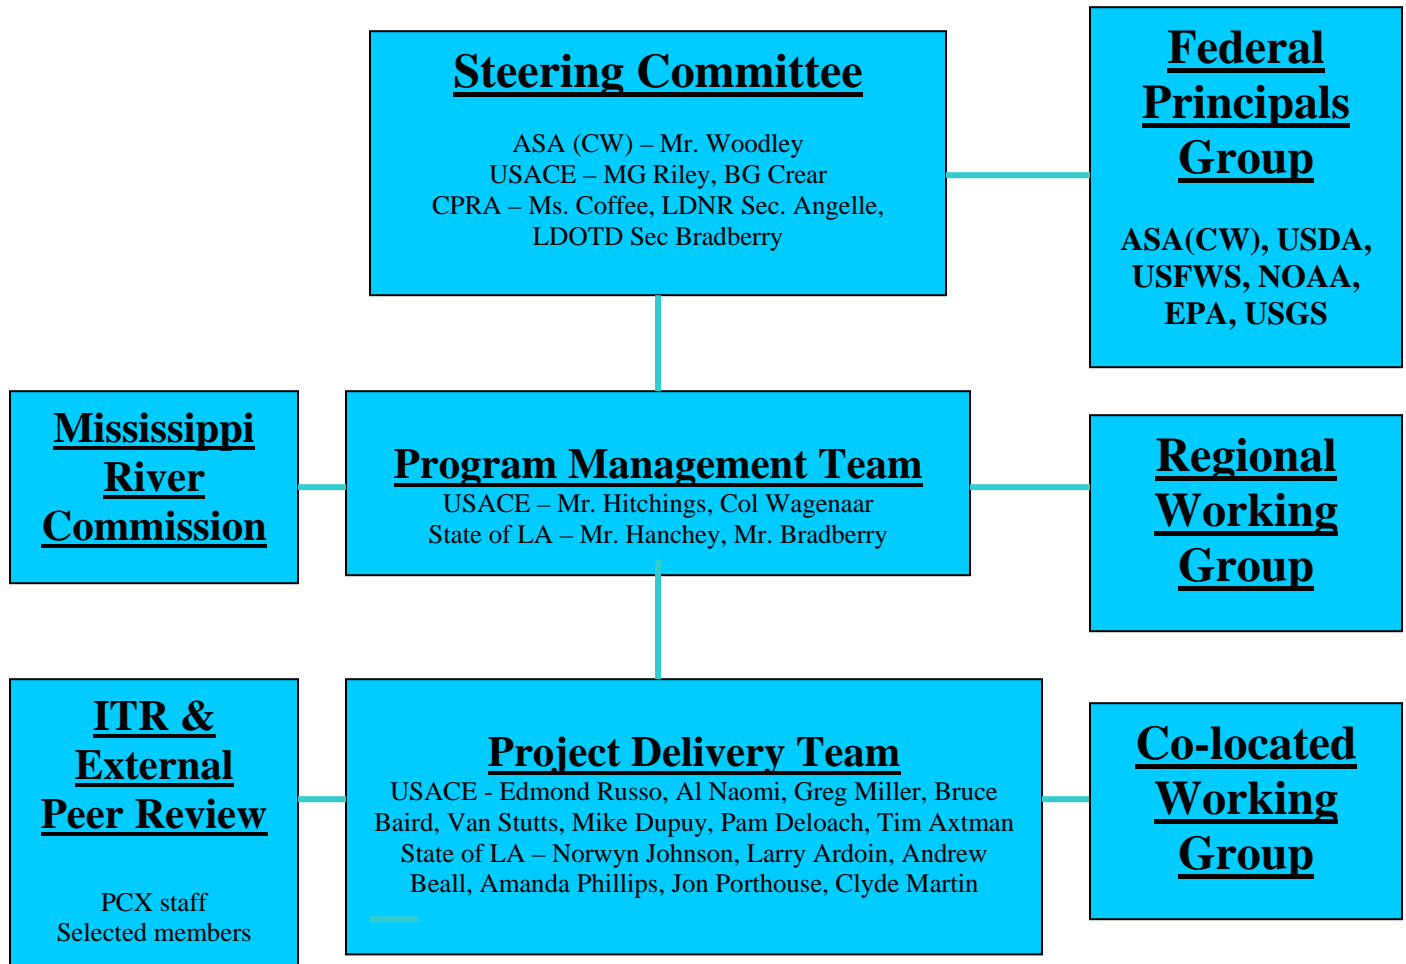 Steering Committee
ASA (CW) – Mr. Woodley
USACE – MG Riley, BG Crear
CPRA – Ms. Coffee, LDNR Sec. Angelle,
LDOTD Sec Bradberry
Federal
Principals
Group
ASA(CW), USDA,
USFWS, NOAA,
EPA, USGS
Mississippi
River
Commission
Program Management Team
USACE – Mr. Hitchings, Col Wagenaar
State of LA – Mr. Hanchey, Mr. Bradberry
Regional
Working
Group
ITR &
External
Peer Review
PCX staff
Selected members
Project Delivery Team
USACE - Edmond Russo, Al Naomi, Greg Miller, Bruce
Baird, Van Stutts, Mike Dupuy, Pam Deloach, Tim Axtman
State of LA – Norwyn Johnson, Larry Ardoin, Andrew
Beall, Amanda Phillips, Jon Porthouse, Clyde Martin
Co-located
Working
Group